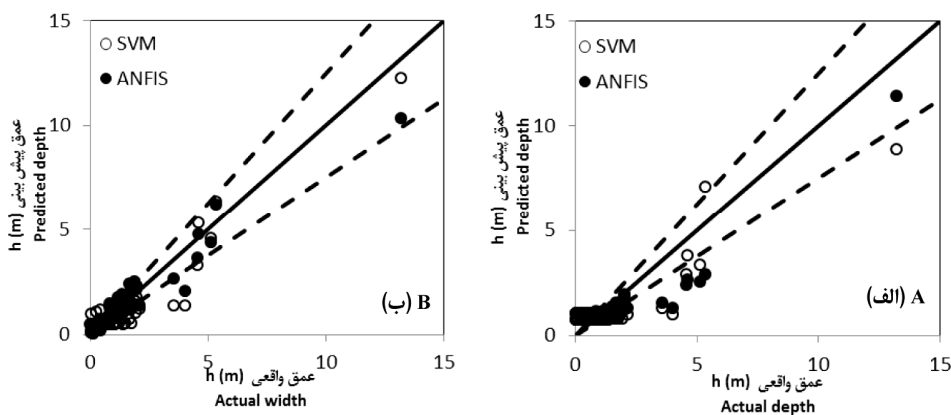 15
10
5
0
0
5
10
15
SVM
ANFIS
h (m) عمق پیش بینی
Predicted depth
B (ب)
h (m) عمق واقعی
Actual width
15
10
5
0
0
5
10
15
SVM
ANFIS
h (m) عمق پیش بینی
Predicted depth
A (الف)
h (m) عمق واقعی
Actual depth